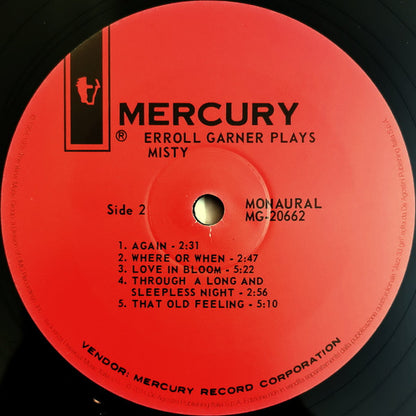 MERCURY
®
ERROLL GARNER PLAYS
MISTY
Side 2
MONAURAL
MG-20662
1. AGAIN - 2:31
2. WHERE OR WHEN - 2:47
3. LOVE IN BLOOM - 5:22
4. THROUGH A LONG AND
SLEEPLESS NIGHT - 2:56
5. THAT OLD FEELING - 5:10
VENDOR: MERCURY RECORD CORPORATION